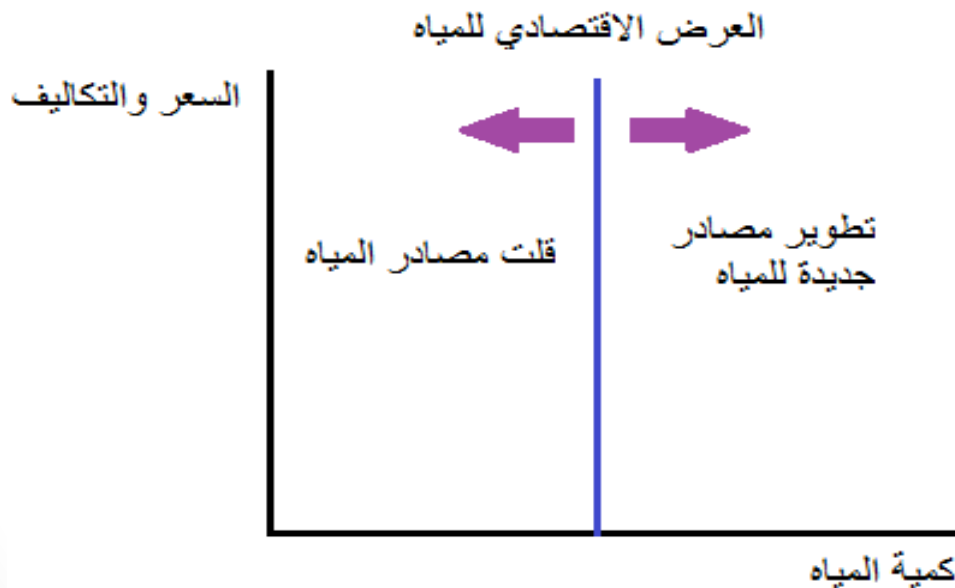 العرض الاقتصادي للمياه
السعر والتكاليف
تطوير مصادر
جديدة للمياه
قلت مصادر المياه
كمية المياه